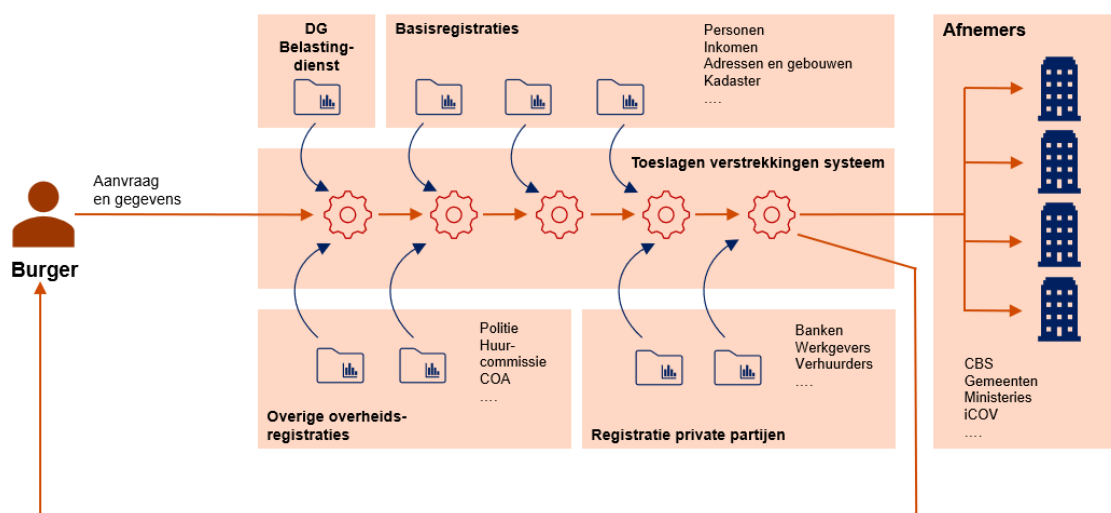 DG
Belasting-
dienst
Basisregistraties
Personen
Inkomen
Adressen en gebouwen
Kadaster
....
Afnemers
Toeslagen verstrekkingen systeem
Aanvraag
en gegevens
Burger
Politie
Huur-
commissie
COA
....
Overige overheids-
registraties
Banken
Werkgevers
Verhuurders
....
Registratie private partijen
CBS
Gemeenten
Ministeries
iCOV
....